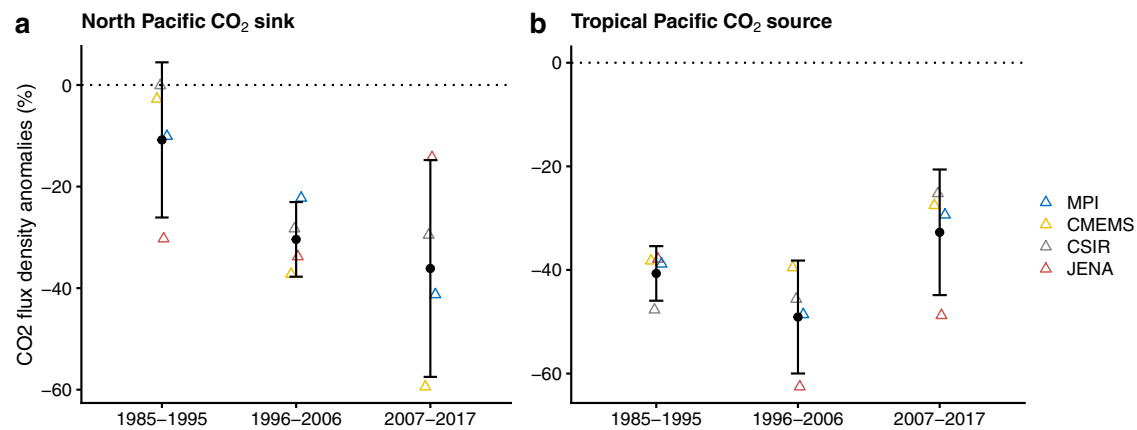 a North Pacific CO₂ sink
CO2 flux density anomalies (%)
0
−20
−40
−60
1985−1995 1996−2006 2007−2017
b Tropical Pacific CO₂ source
0
−20
−40
−60
1985−1995 1996−2006 2007−2017
MPI
CMEMS
CSIR
JENA